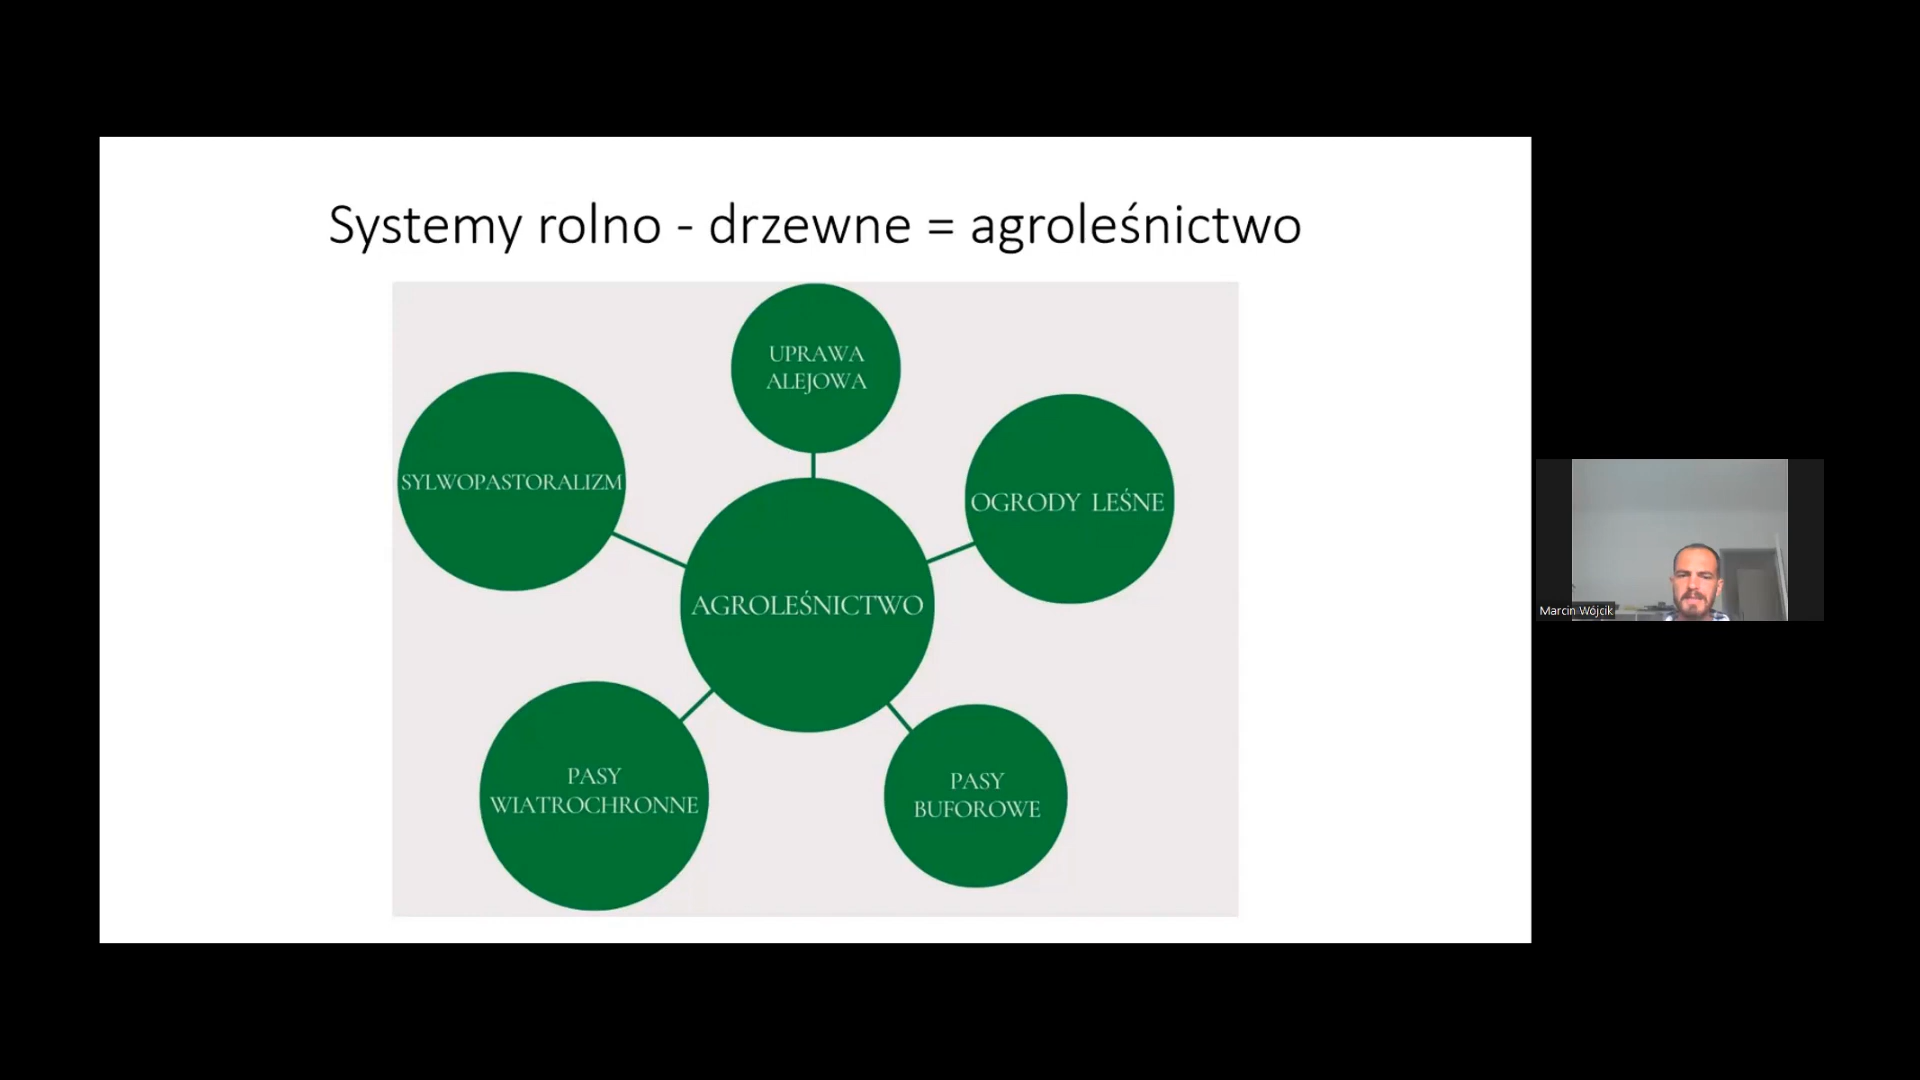 Systemy rolno - drzewne = agroleśnictwo
UPRAWA
ALEJOWA
SYLWOPASTORALIZM
OGRODY LEŚNE
AGROLEŚNICTWO
PASY
WIATROCHRONNE
PASY
BUFOROWE
Marcin Wójcik